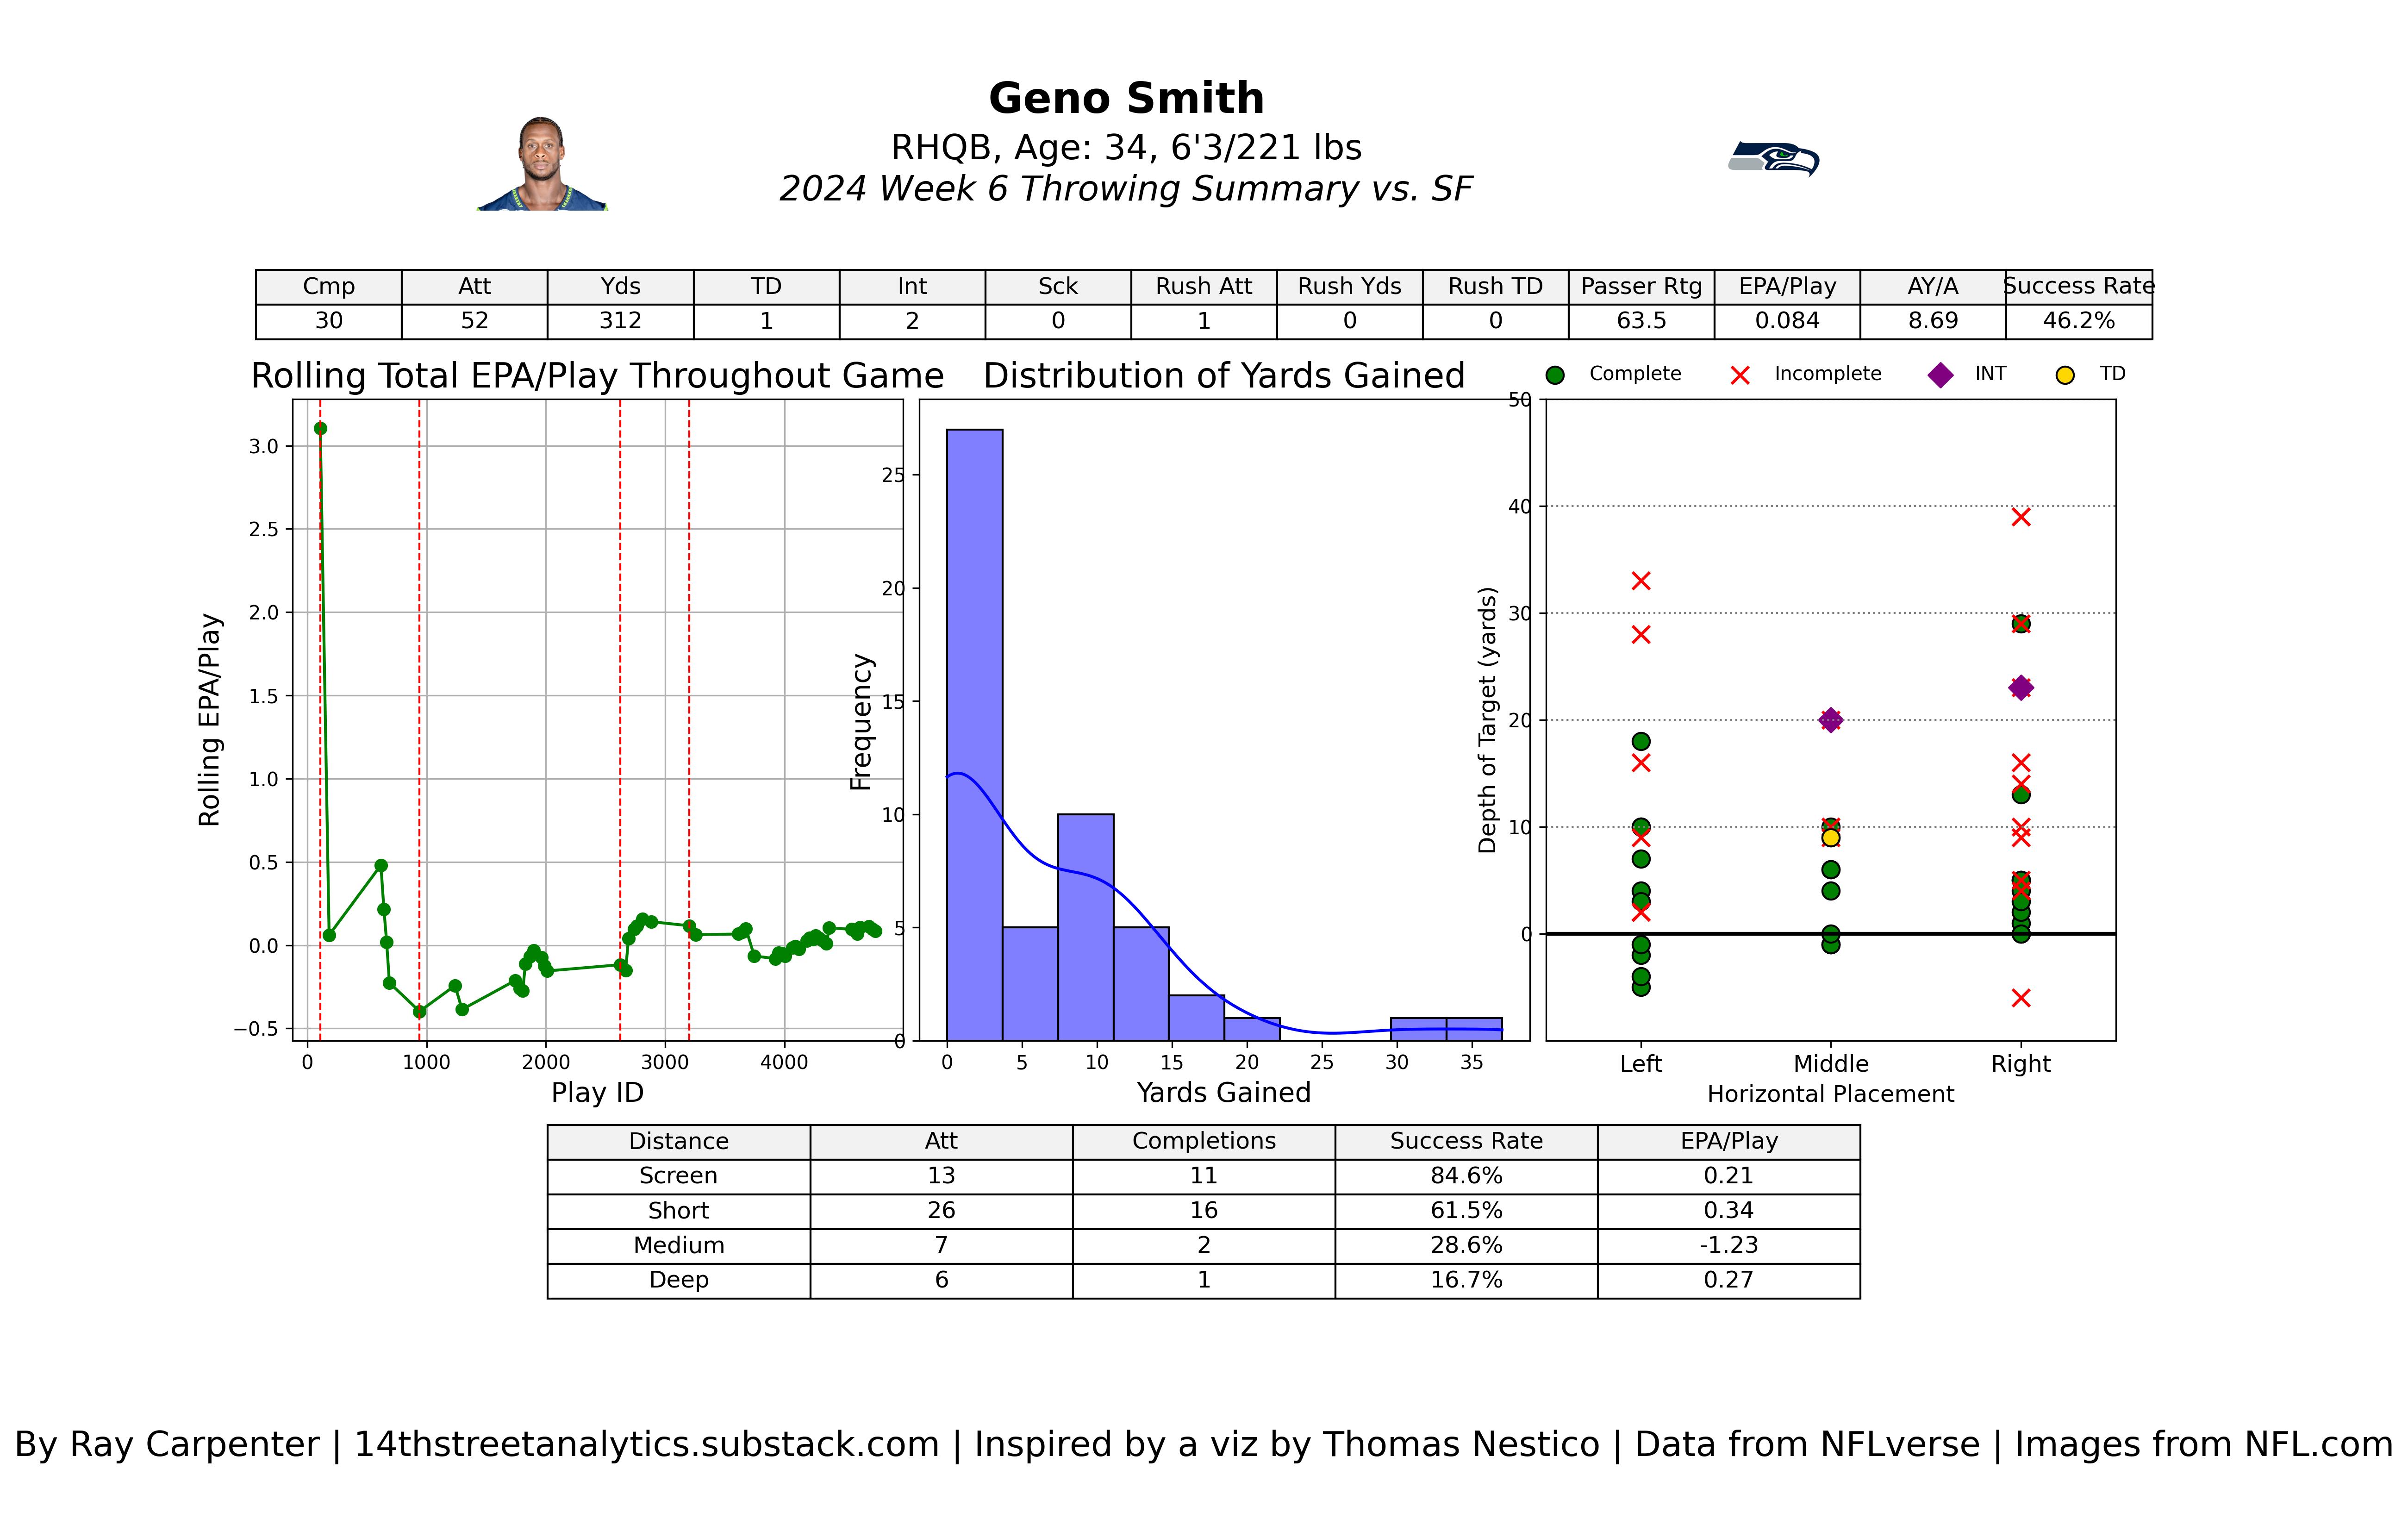 Geno Smith
RHQB, Age: 34, 6'3/221 lbs
2024 Week 6 Throwing Summary vs. SF
Cmp Att Yds TD Int Sck Rush Att Rush Yds Rush TD Passer Rtg EPA/Play AY/A Success Rate
30 52 312 1 2 0 1 0 0 63.5 0.084 8.69 46.2%
Rolling Total EPA/Play Throughout Game
Rolling EPA/Play
3.0
2.5
2.0
1.5
1.0
0.5
0.0
−0.5
0 1000 2000 3000 4000
Play ID
Distribution of Yards Gained
Frequency
25
20
15
10
5
0
0 5 10 15 20 25 30 35
Yards Gained
Complete Incomplete INT TD
Depth of Target (yards)
50
40
30
20
10
0
Left Middle Right
Horizontal Placement
Distance Att Completions Success Rate EPA/Play
Screen 13 11 84.6% 0.21
Short 26 16 61.5% 0.34
Medium 7 2 28.6% -1.23
Deep 6 1 16.7% 0.27
By Ray Carpenter | 14thstreetanalytics.substack.com | Inspired by a viz by Thomas Nestico | Data from NFLverse | Images from NFL.com